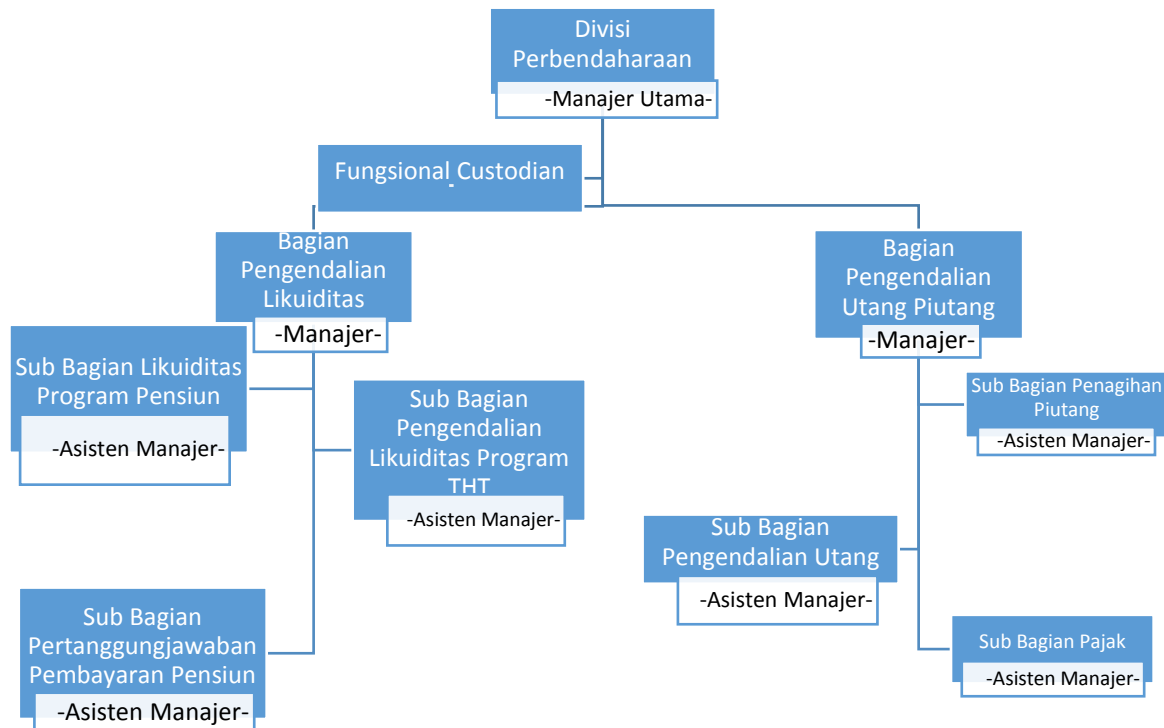 Divisi
Perbendaharaan
-Manajer Utama-
Fungsional Custodian
-
Bagian
Pengendalian
Likuiditas
-Manajer-
Bagian
Pengendalian
Utang Piutang
-Manajer-
Sub Bagian Likuiditas
Program Pensiun
-Asisten Manajer-
Sub Bagian
Pengendalian
Likuiditas Program
THT
-Asisten Manajer-
Sub Bagian Penagihan
Piutang
-Asisten Manajer-
Sub Bagian
Pengendalian Utang
-Asisten Manajer-
Sub Bagian
Pertanggungjawaban
Pembayaran Pensiun
-Asisten Manajer-
Sub Bagian Pajak
-Asisten Manajer-